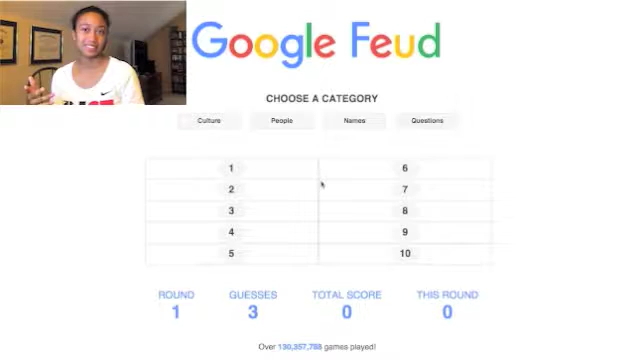 Google Feud
CHOOSE A CATEGORY
Culture People Names Questions
1 6
2 7
3 8
4 9
5 10
ROUND GUESSES TOTAL SCORE THIS ROUND
1 3 0 0
Over 130,357,788 games played!